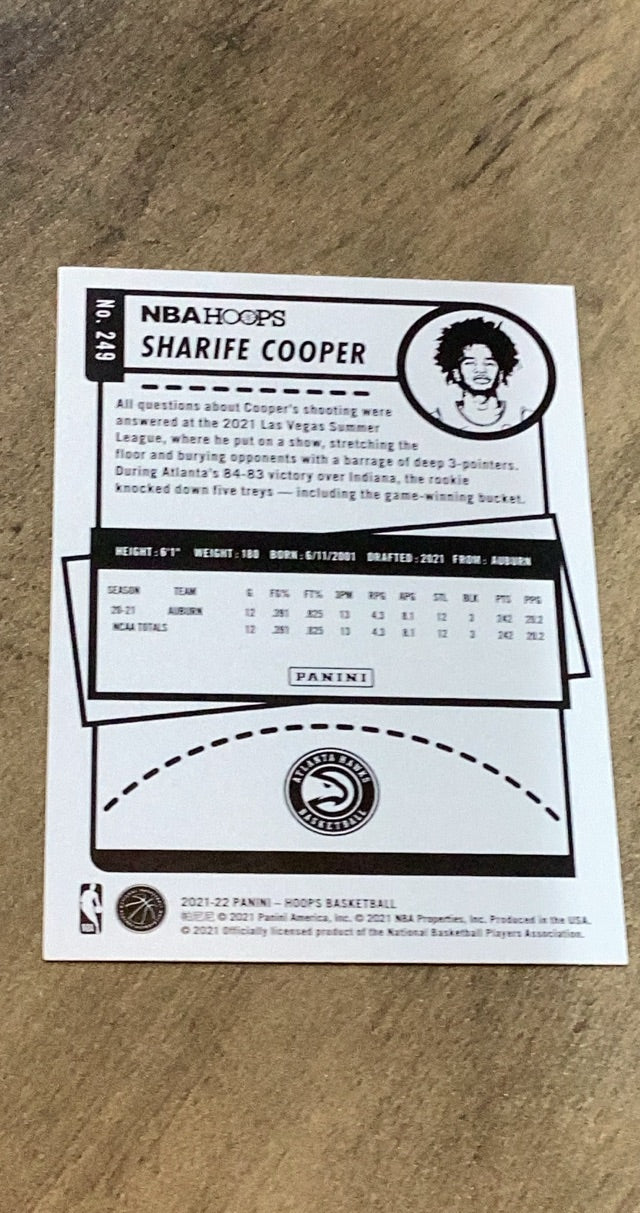 No. 249
NBA HOOPS
SHARIFE COOPER
All questions about Cooper's shooting were
answered at the 2021 Las Vegas Summer
League, where he put on a show, stretching the
floor and burying opponents with a barrage of deep 3-pointers.
During Atlanta's 84-83 victory over Indiana, the rookie
knocked down five treys — including the game-winning bucket.
HEIGHT: 6'1" WEIGHT: 180 BORN: 6/11/2001 DRAFTED: 2021 FROM: AUBURN
SEASON TEAM G FG% FT% 3PM RPG APG STL BLK PTS PPG
20-21 AUBURN 12 .391 .825 13 4.3 8.1 12 3 242 20.2
NCAA TOTALS 12 .391 .825 13 4.3 8.1 12 3 242 20.2
PANINI
ATLANTA HAWKS
BASKETBALL
2021-22 PANINI – HOOPS BASKETBALL
帕尼尼 © 2021 Panini America, Inc. © 2021 NBA Properties, Inc. Produced in the USA.
© 2021 Officially licensed product of the National Basketball Players Association.